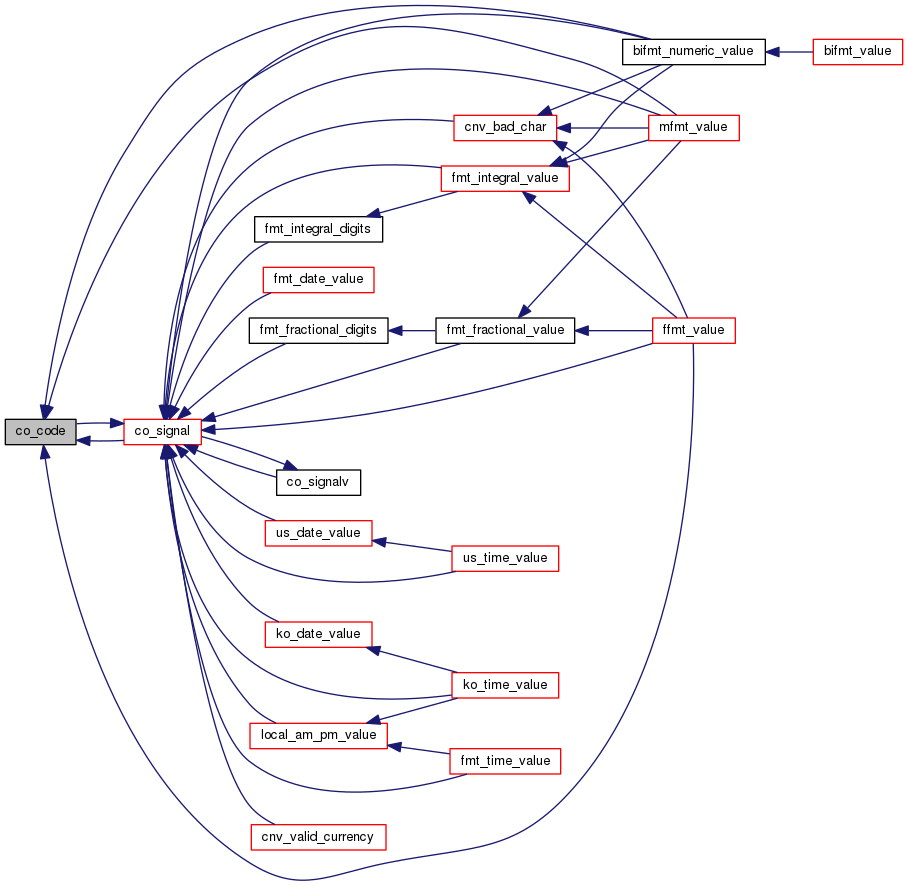 bifmt_numeric_value
bifmt_value
cnv_bad_char
mfmt_value
fmt_integral_value
fmt_integral_digits
fmt_date_value
fmt_fractional_digits
fmt_fractional_value
ffmt_value
co_code
co_signal
co_signalv
us_date_value
us_time_value
ko_date_value
ko_time_value
local_am_pm_value
fmt_time_value
cnv_valid_currency